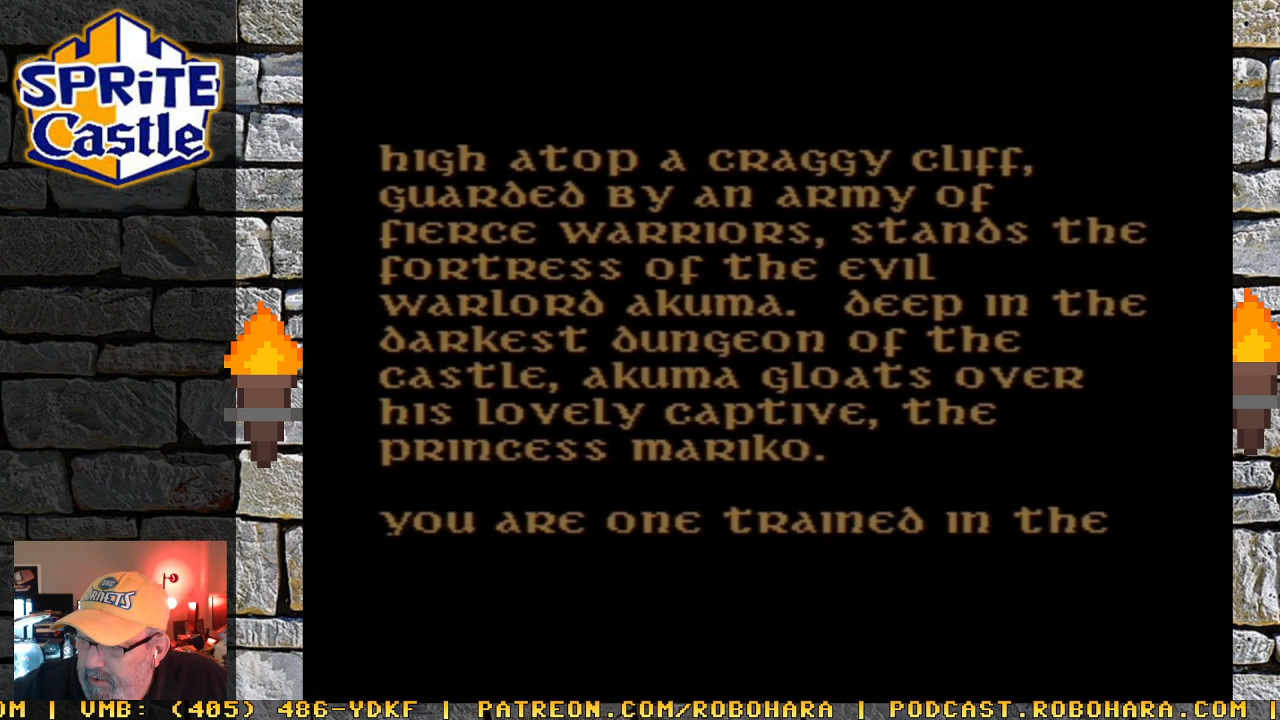 SPRiTE
Castle
high atop a craggy cliff,
guarded by an army of
fierce warriors, stands the
fortress of the evil
warlord akuma.  deep in the
darkest dungeon of the
castle, akuma gloats over
his lovely captive, the
princess mariko.
you are one trained in the
OM | VMB: (405) 486-YDKF | PATREON.COM/ROBOHARA | PODCAST.ROBOHARA.COM |